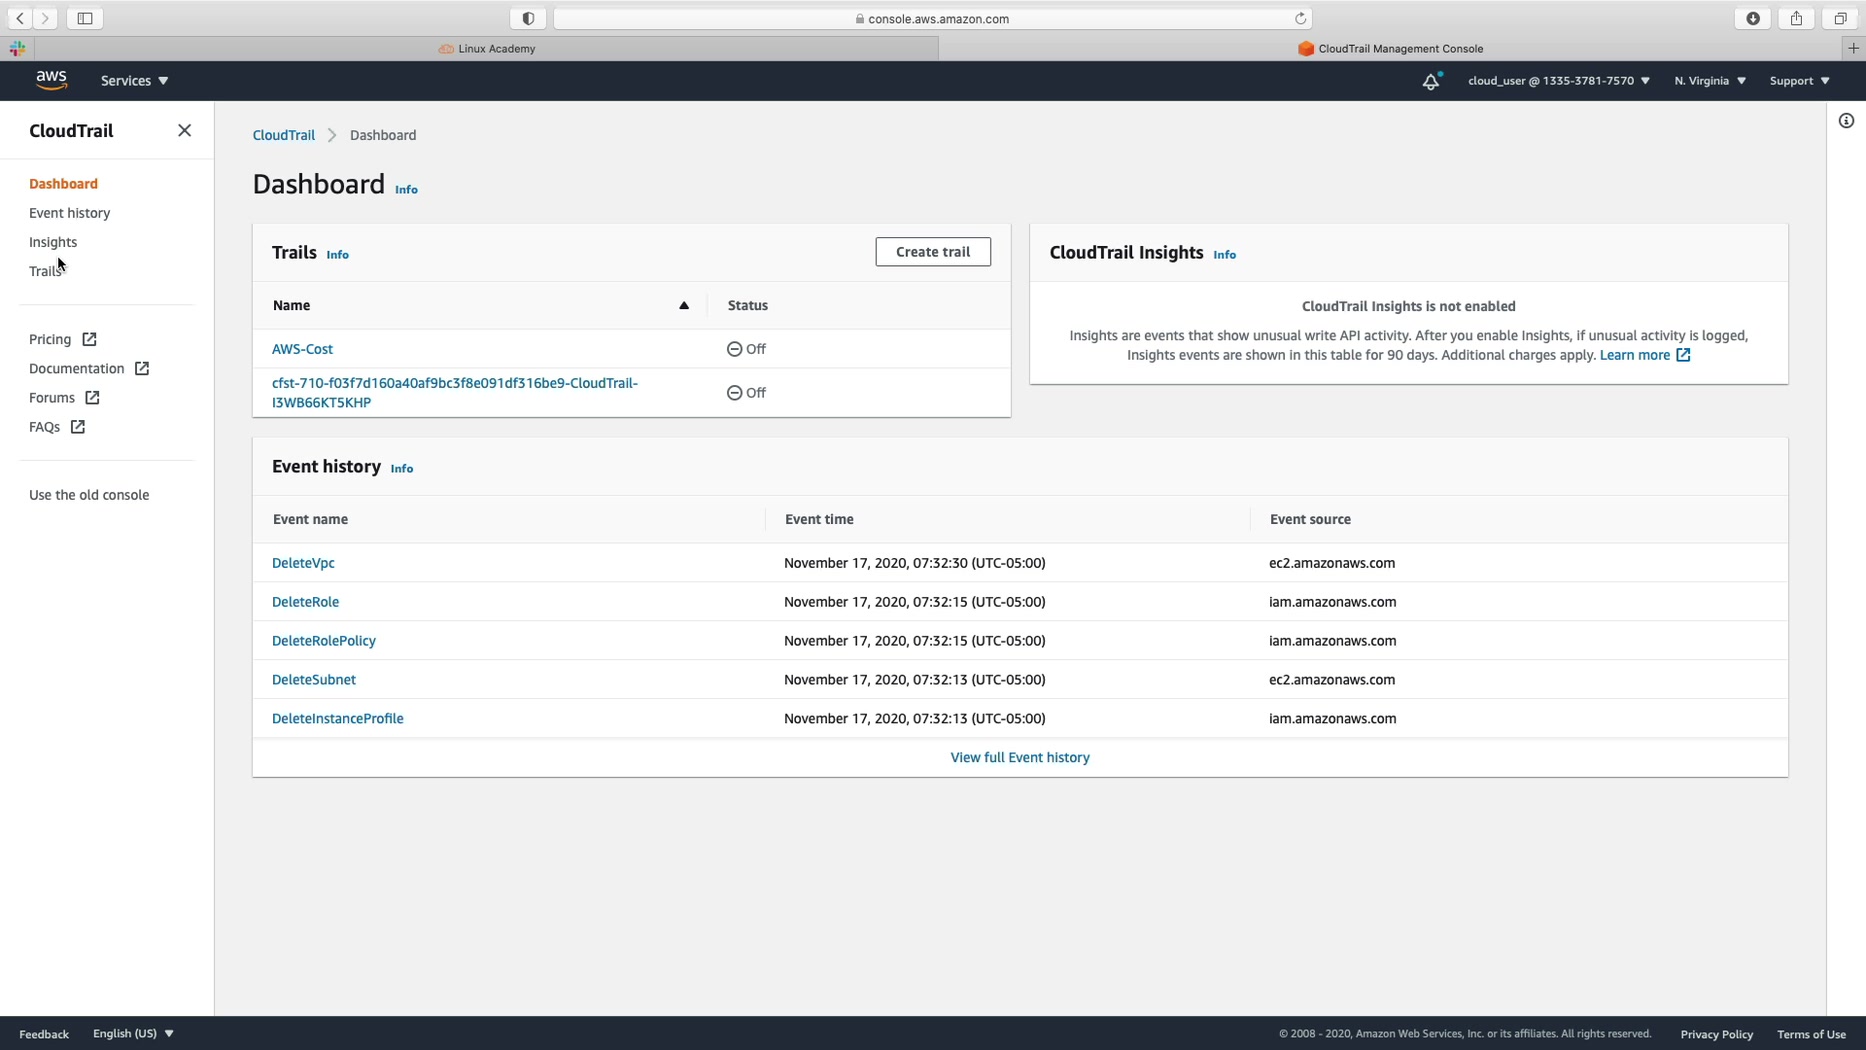 console.aws.amazon.com
Linux Academy
CloudTrail Management Console
aws
Services
cloud_user @ 1335-3781-7570
N. Virginia
Support
CloudTrail
Dashboard
Event history
Insights
Trails
Pricing
Documentation
Forums
FAQs
Use the old console
CloudTrail Dashboard
Dashboard Info
Trails Info
Create trail
Name Status
AWS-Cost Off
cfst-710-f03f7d160a40af9bc3f8e091df316be9-CloudTrail-
I3WB66KT5KHP Off
CloudTrail Insights Info
CloudTrail Insights is not enabled
Insights are events that show unusual write API activity. After you enable Insights, if unusual activity is logged,
Insights events are shown in this table for 90 days. Additional charges apply. Learn more
Event history Info
Event name Event time Event source
DeleteVpc November 17, 2020, 07:32:30 (UTC-05:00) ec2.amazonaws.com
DeleteRole November 17, 2020, 07:32:15 (UTC-05:00) iam.amazonaws.com
DeleteRolePolicy November 17, 2020, 07:32:15 (UTC-05:00) iam.amazonaws.com
DeleteSubnet November 17, 2020, 07:32:13 (UTC-05:00) ec2.amazonaws.com
DeleteInstanceProfile November 17, 2020, 07:32:13 (UTC-05:00) iam.amazonaws.com
View full Event history
Feedback English (US)
© 2008 - 2020, Amazon Web Services, Inc. or its affiliates. All rights reserved. Privacy Policy Terms of Use